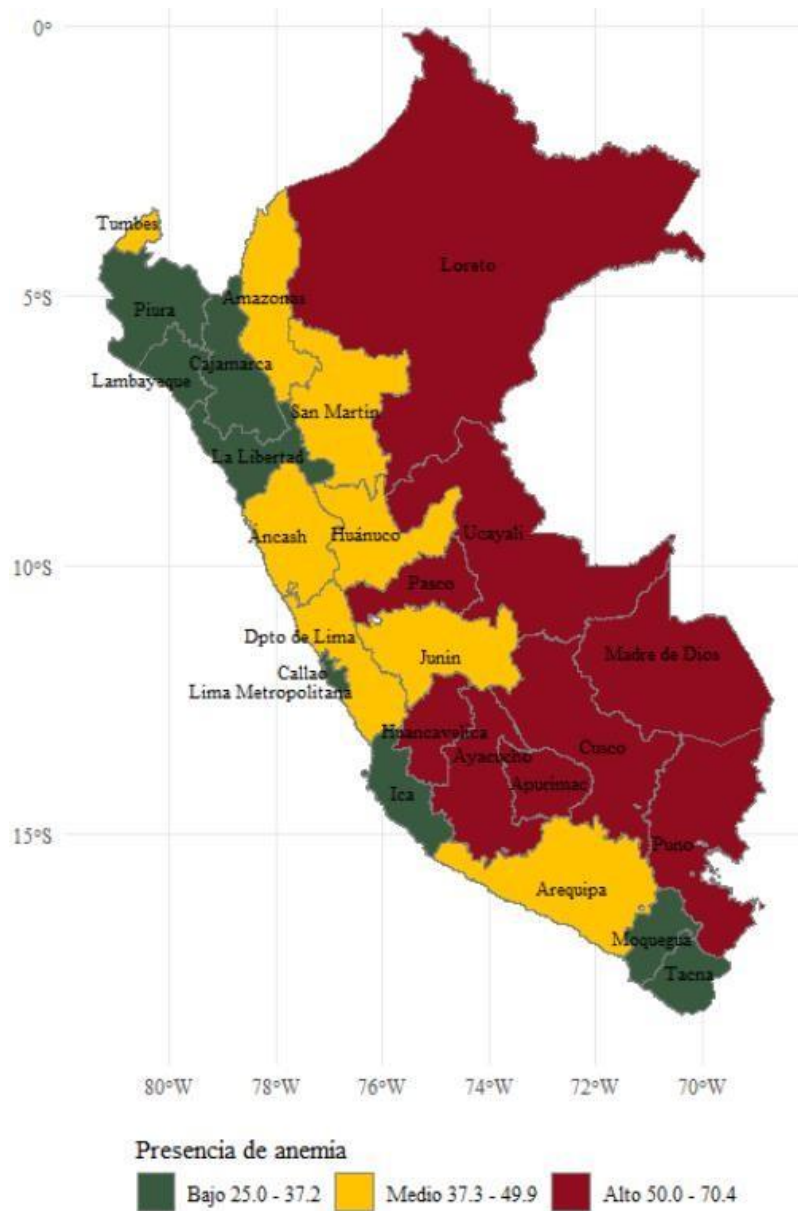 0°
Tumbes
Loreto
5°S
Amazonas
Piura
Cajamarca
Lambayeque
San Martín
La Libertad
Áncash
Huánuco
Ucayali
10°S
Pasco
Dpto de Lima
Junín
Madre de Dios
Callao
Lima Metropolitana
Huancavelica
Cusco
Ayacucho
Apurímac
Ica
15°S
Puno
Arequipa
Moquegua
Tacna
80°W 78°W 76°W 74°W 72°W 70°W
Presencia de anemia
Bajo 25.0 - 37.2 Medio 37.3 - 49.9 Alto 50.0 - 70.4